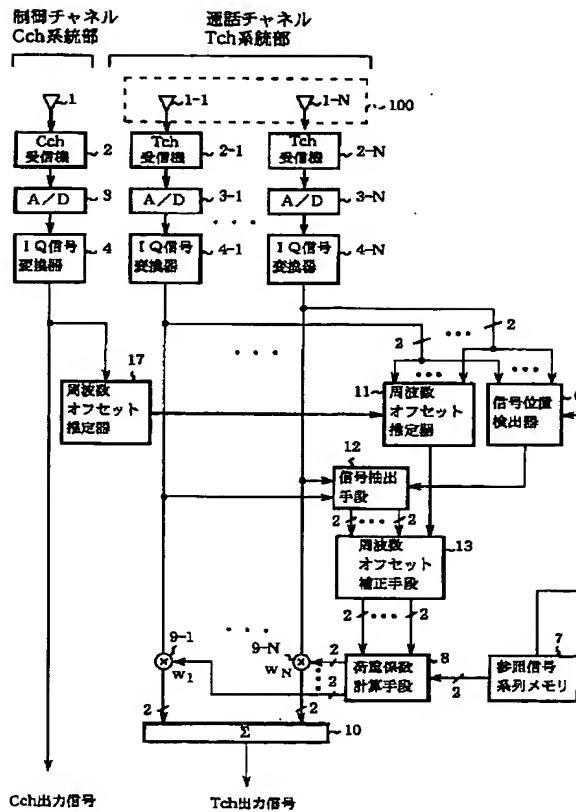 制御チャネル
Cch系統部
通話チャネル
Tch系統部
1
1-1
1-N
100
Cch
受信機
2
Tch
受信機
2-1
Tch
受信機
2-N
A/D
3
A/D
3-1
A/D
3-N
IQ信号
変換器
4
IQ信号
変換器
4-1
IQ信号
変換器
4-N
2
2
17
周波数
オフセット
推定器
11
周波数
オフセット
推定器
信号位置
検出器
12
信号抽出
手段
2
2
周波数
オフセット
補正手段
13
2
2
9-1
W1
9-N
WN
2
2
荷重係数
計算手段
8
2
7
参照信号
系列メモリ
2
2
Σ
10
Cch出力信号
Tch出力信号